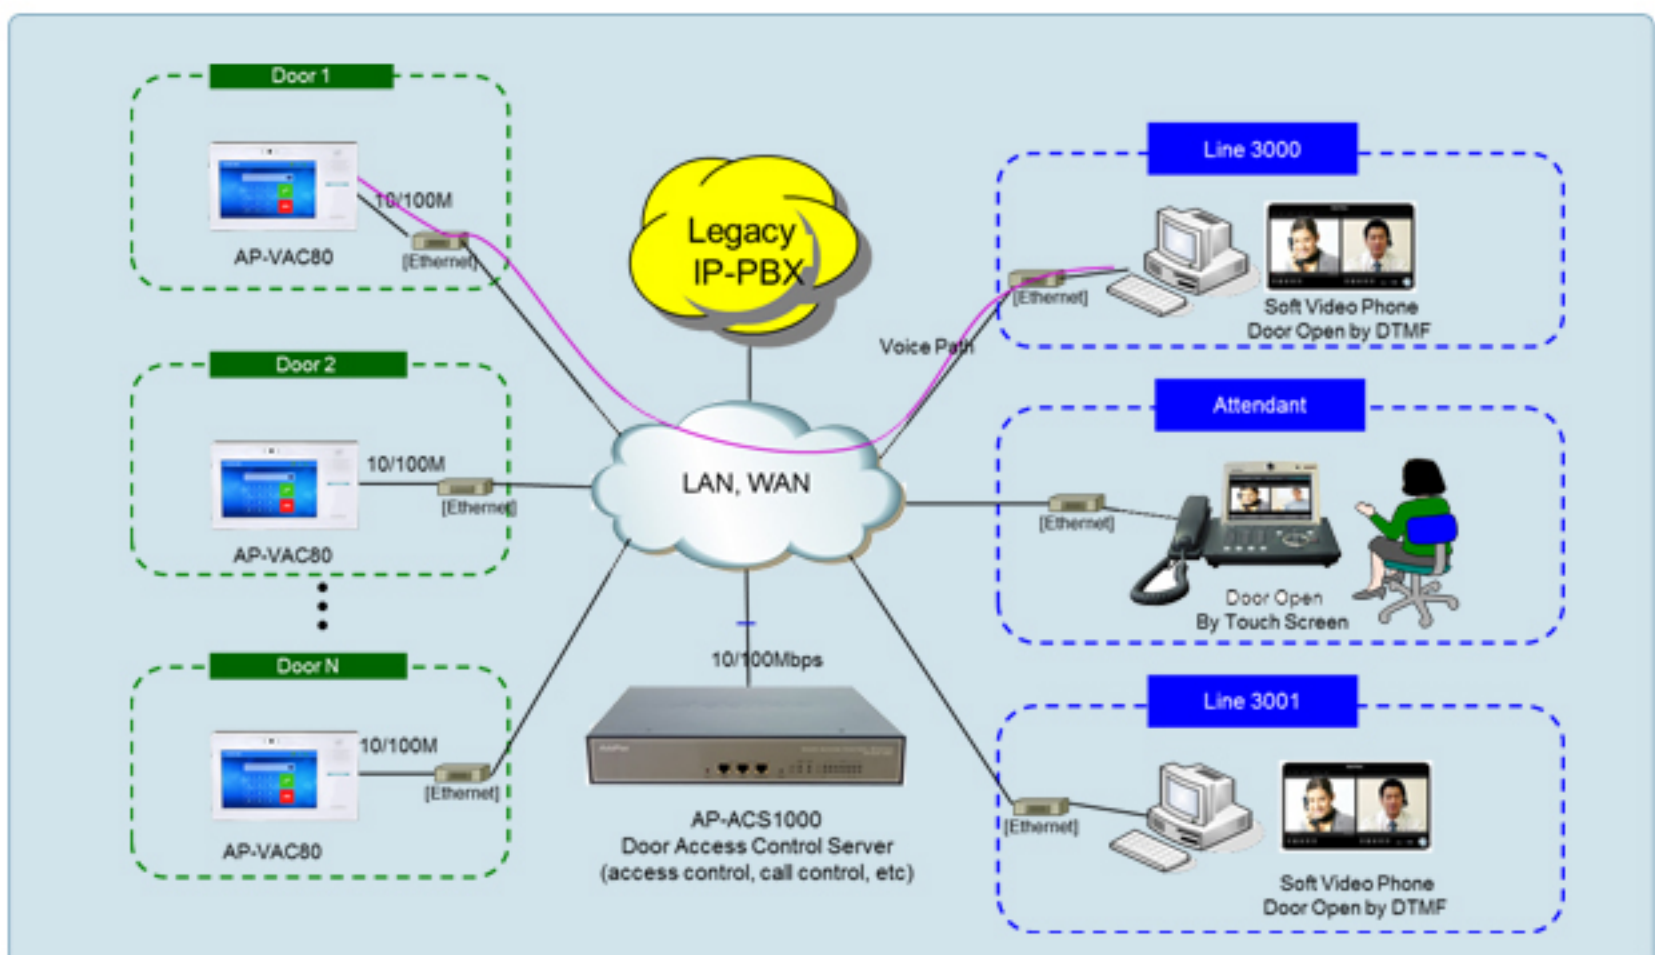 Door 1
10/100M
AP-VAC80
[Ethernet]
Door 2
10/100M
[Ethernet]
AP-VAC80
Door N
10/100M
[Ethernet]
AP-VAC80
Legacy
IP-PBX
Voice Path
LAN, WAN
10/100Mbps
AP-ACS1000
Door Access Control Server
(access control, call control, etc)
Line 3000
[Ethernet]
Soft Video Phone
Door Open by DTMF
Attendant
[Ethernet]
Door Open
By Touch Screen
Line 3001
[Ethernet]
Soft Video Phone
Door Open by DTMF